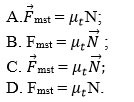 A. \vec{F}_{mst} = \mu_t N;
B. F_{mst} = \mu_t \vec{N} ;
C. \vec{F}_{mst} = \mu_t \vec{N};
D. F_{mst} = \mu_t N.